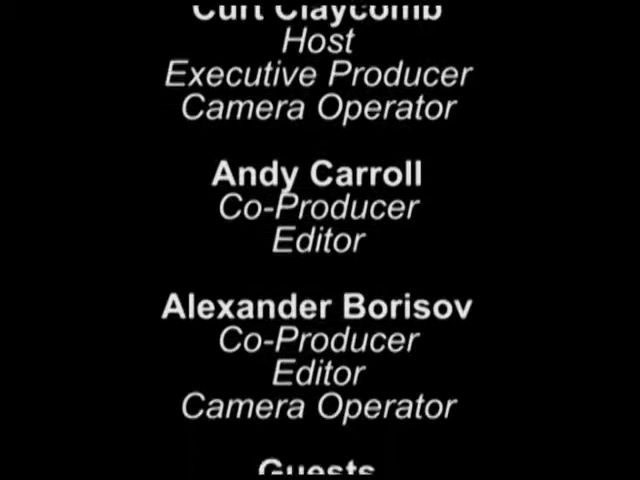 Curt Claycomb
Host
Executive Producer
Camera Operator
Andy Carroll
Co-Producer
Editor
Alexander Borisov
Co-Producer
Editor
Camera Operator
Guests